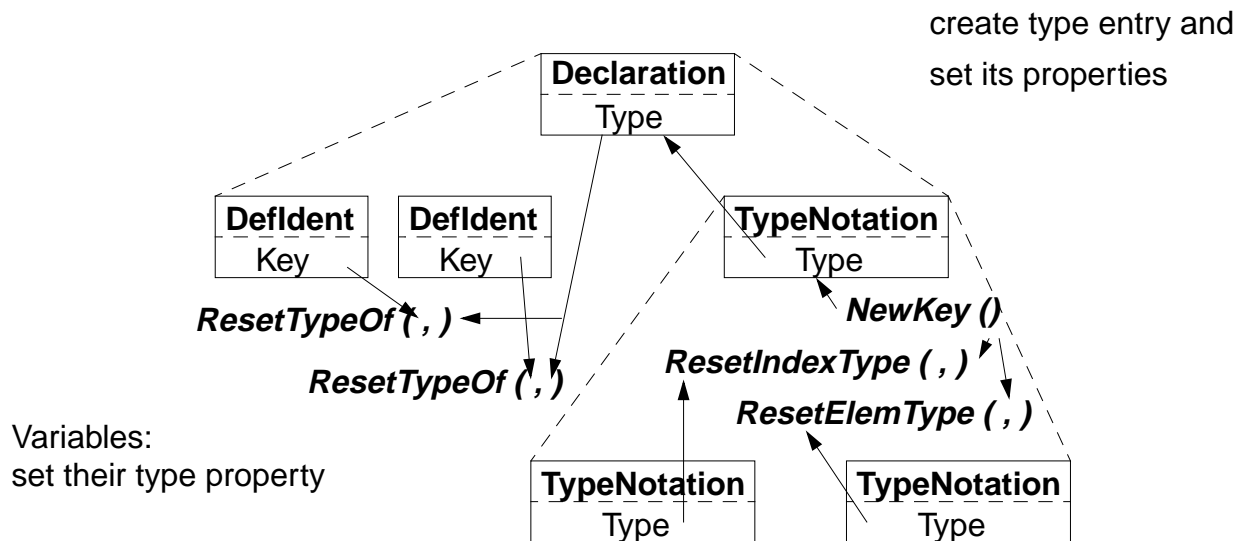 create type entry and
set its properties
Declaration
Type
DefIdent
Key
DefIdent
Key
TypeNotation
Type
ResetTypeOf ( , )
NewKey ()
ResetTypeOf ( , )
ResetIndexType ( , )
ResetElemType ( , )
Variables:
set their type property
TypeNotation
Type
TypeNotation
Type